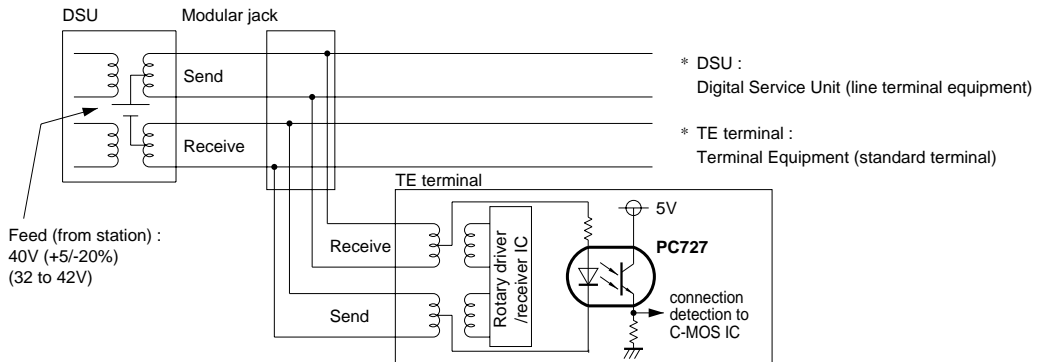 DSU
Modular jack
Send
Receive
* DSU :
Digital Service Unit (line terminal equipment)
* TE terminal :
Terminal Equipment (standard terminal)
Feed (from station) :
40V (+5/-20%)
(32 to 42V)
TE terminal
Receive
Send
Rotary driver
/receiver IC
5V
PC727
connection
detection to
C-MOS IC